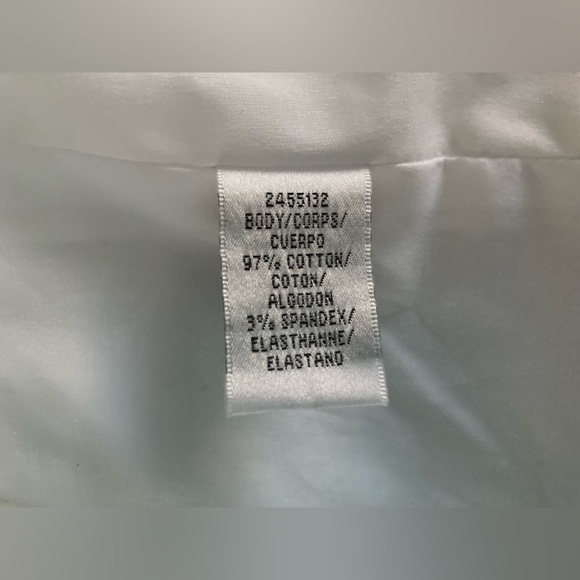 2455132
BODY/CORPS/
CUERPO
97% COTTON/
COTON/
ALGODON
3% SPANDEX/
ELASTHANNE/
ELASTANO